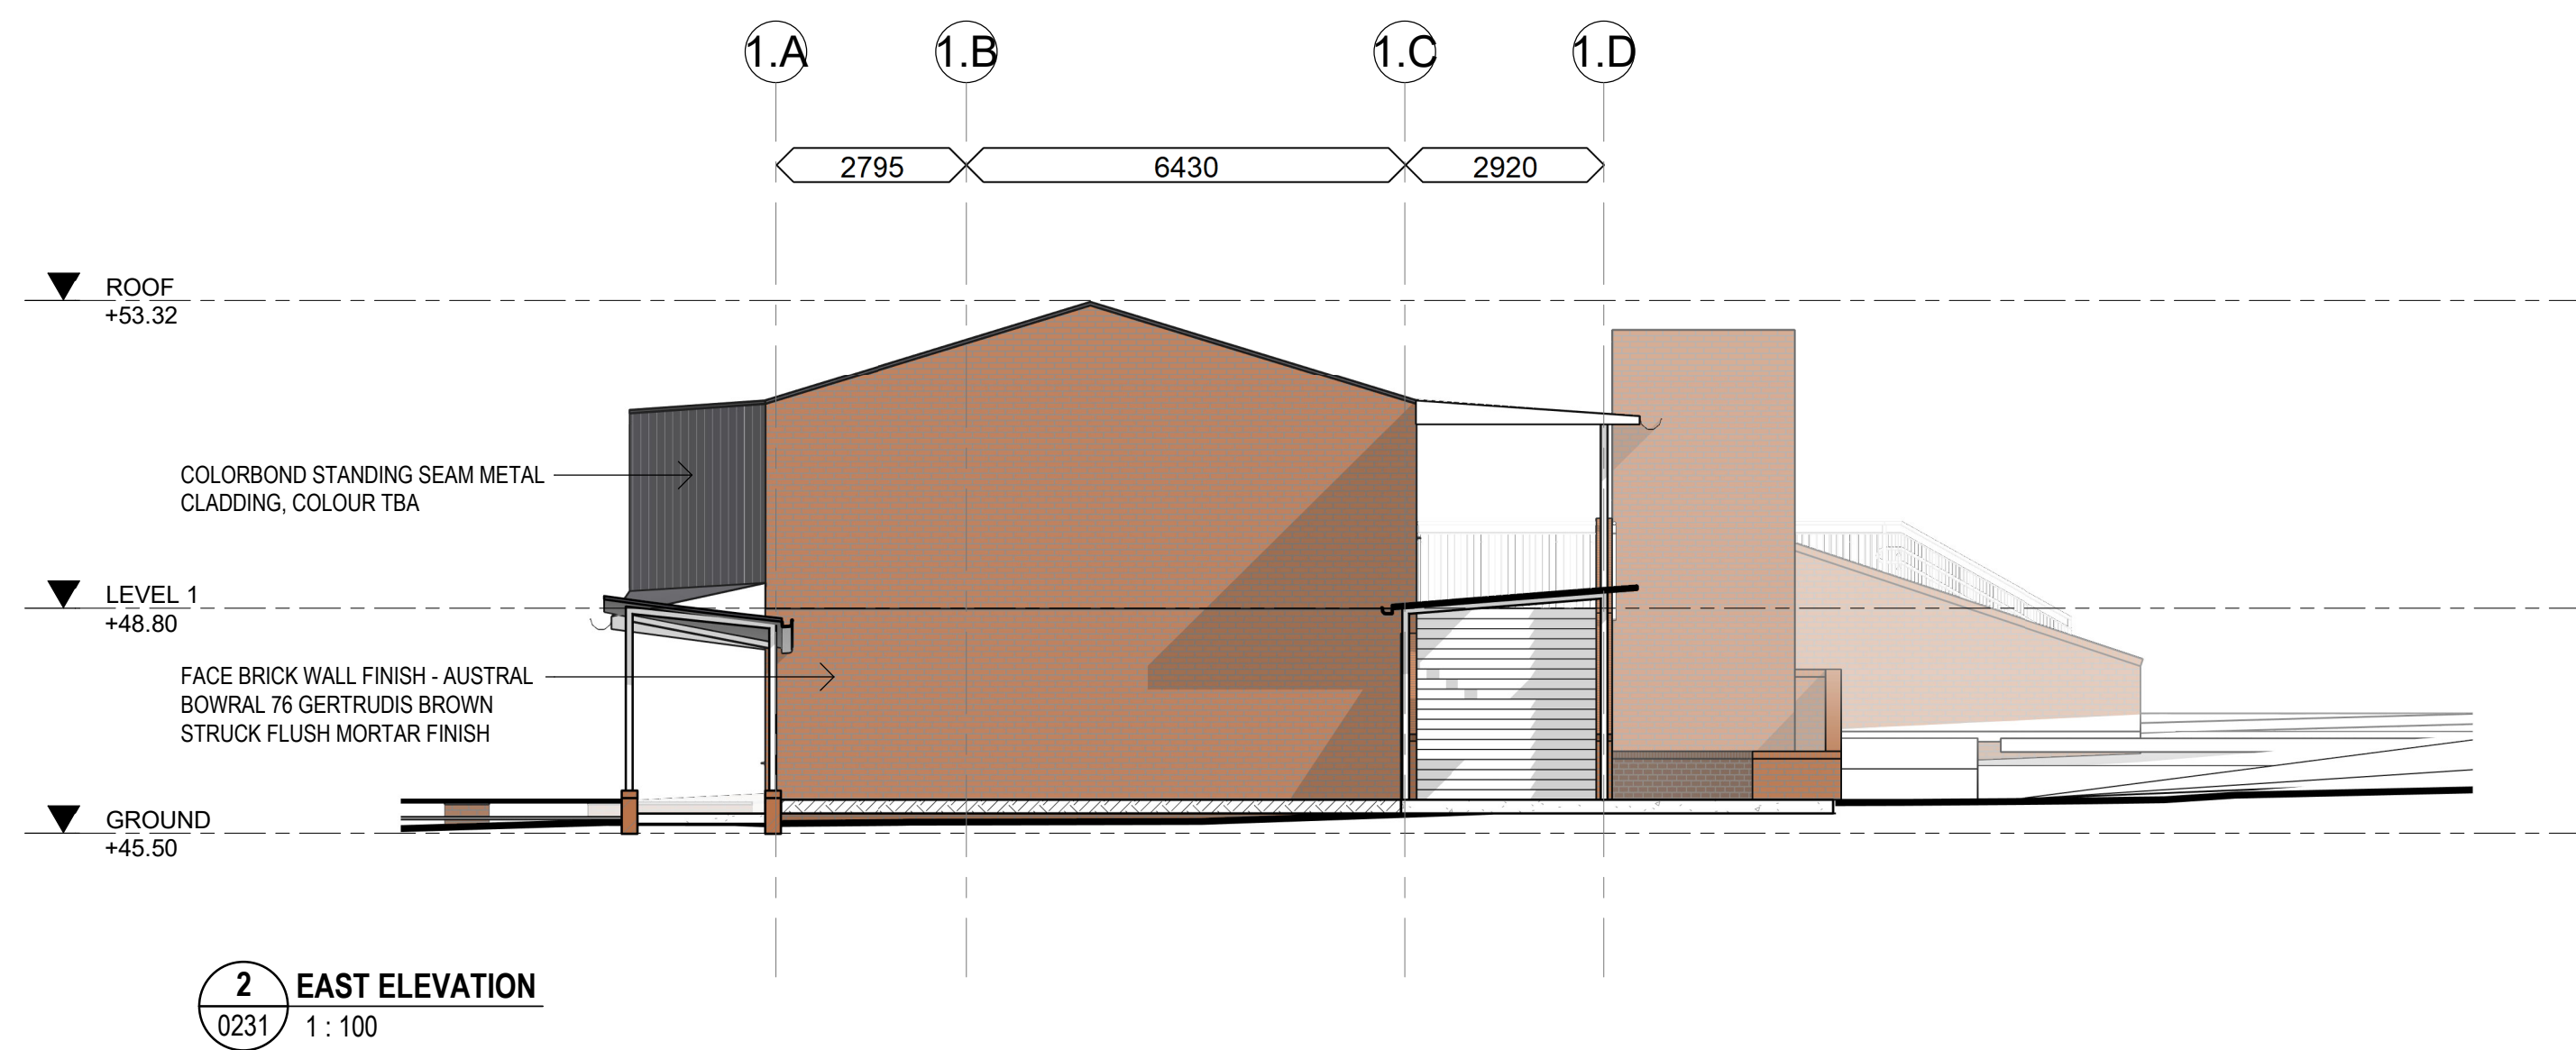 1.A 1.B 1.C 1.D
2795 6430 2920
ROOF
+53.32
COLORBOND STANDING SEAM METAL
CLADDING, COLOUR TBA
LEVEL 1
+48.80
FACE BRICK WALL FINISH - AUSTRAL
BOWRAL 76 GERTRUDIS BROWN
STRUCK FLUSH MORTAR FINISH
GROUND
+45.50
2 EAST ELEVATION
0231 1 : 100